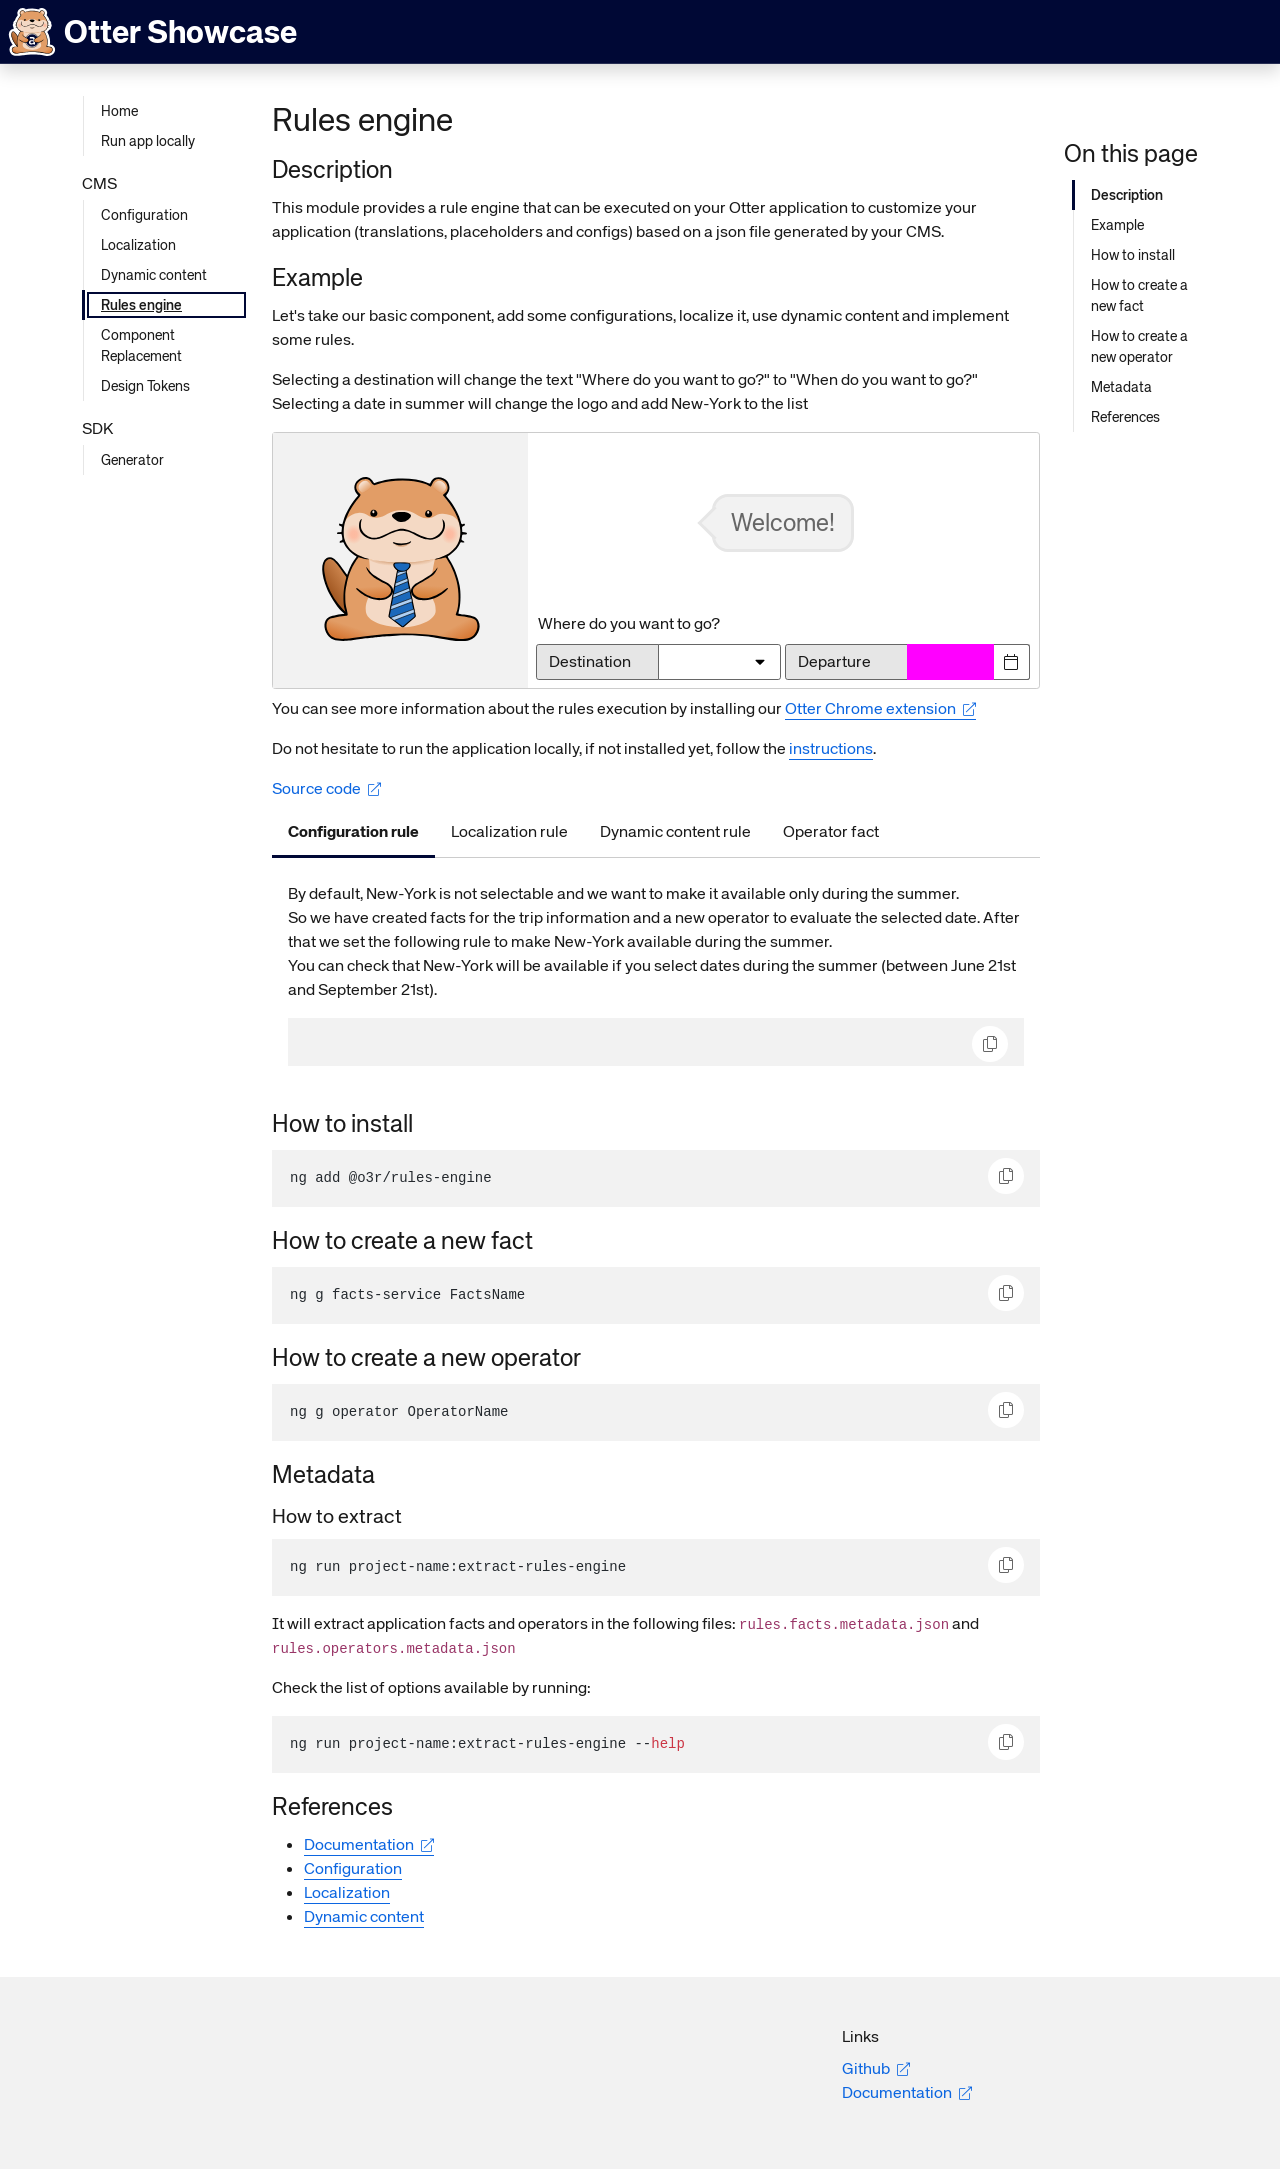 Otter Showcase
Home
Run app locally
CMS
Configuration
Localization
Dynamic content
Rules engine
Component
Replacement
Design Tokens
SDK
Generator
Rules engine
Description
This module provides a rule engine that can be executed on your Otter application to customize your
application (translations, placeholders and configs) based on a json file generated by your CMS.
Example
Let's take our basic component, add some configurations, localize it, use dynamic content and implement
some rules.
Selecting a destination will change the text "Where do you want to go?" to "When do you want to go?"
Selecting a date in summer will change the logo and add New-York to the list
Welcome!
Where do you want to go?
Destination
Departure
You can see more information about the rules execution by installing our Otter Chrome extension
Do not hesitate to run the application locally, if not installed yet, follow the instructions.
Source code
Configuration rule
Localization rule
Dynamic content rule
Operator fact
By default, New-York is not selectable and we want to make it available only during the summer.
So we have created facts for the trip information and a new operator to evaluate the selected date. After
that we set the following rule to make New-York available during the summer.
You can check that New-York will be available if you select dates during the summer (between June 21st
and September 21st).
How to install
ng add @o3r/rules-engine
How to create a new fact
ng g facts-service FactsName
How to create a new operator
ng g operator OperatorName
Metadata
How to extract
ng run project-name:extract-rules-engine
It will extract application facts and operators in the following files: rules.facts.metadata.json and
rules.operators.metadata.json
Check the list of options available by running:
ng run project-name:extract-rules-engine --help
References
Documentation
Configuration
Localization
Dynamic content
On this page
Description
Example
How to install
How to create a
new fact
How to create a
new operator
Metadata
References
Links
Github
Documentation